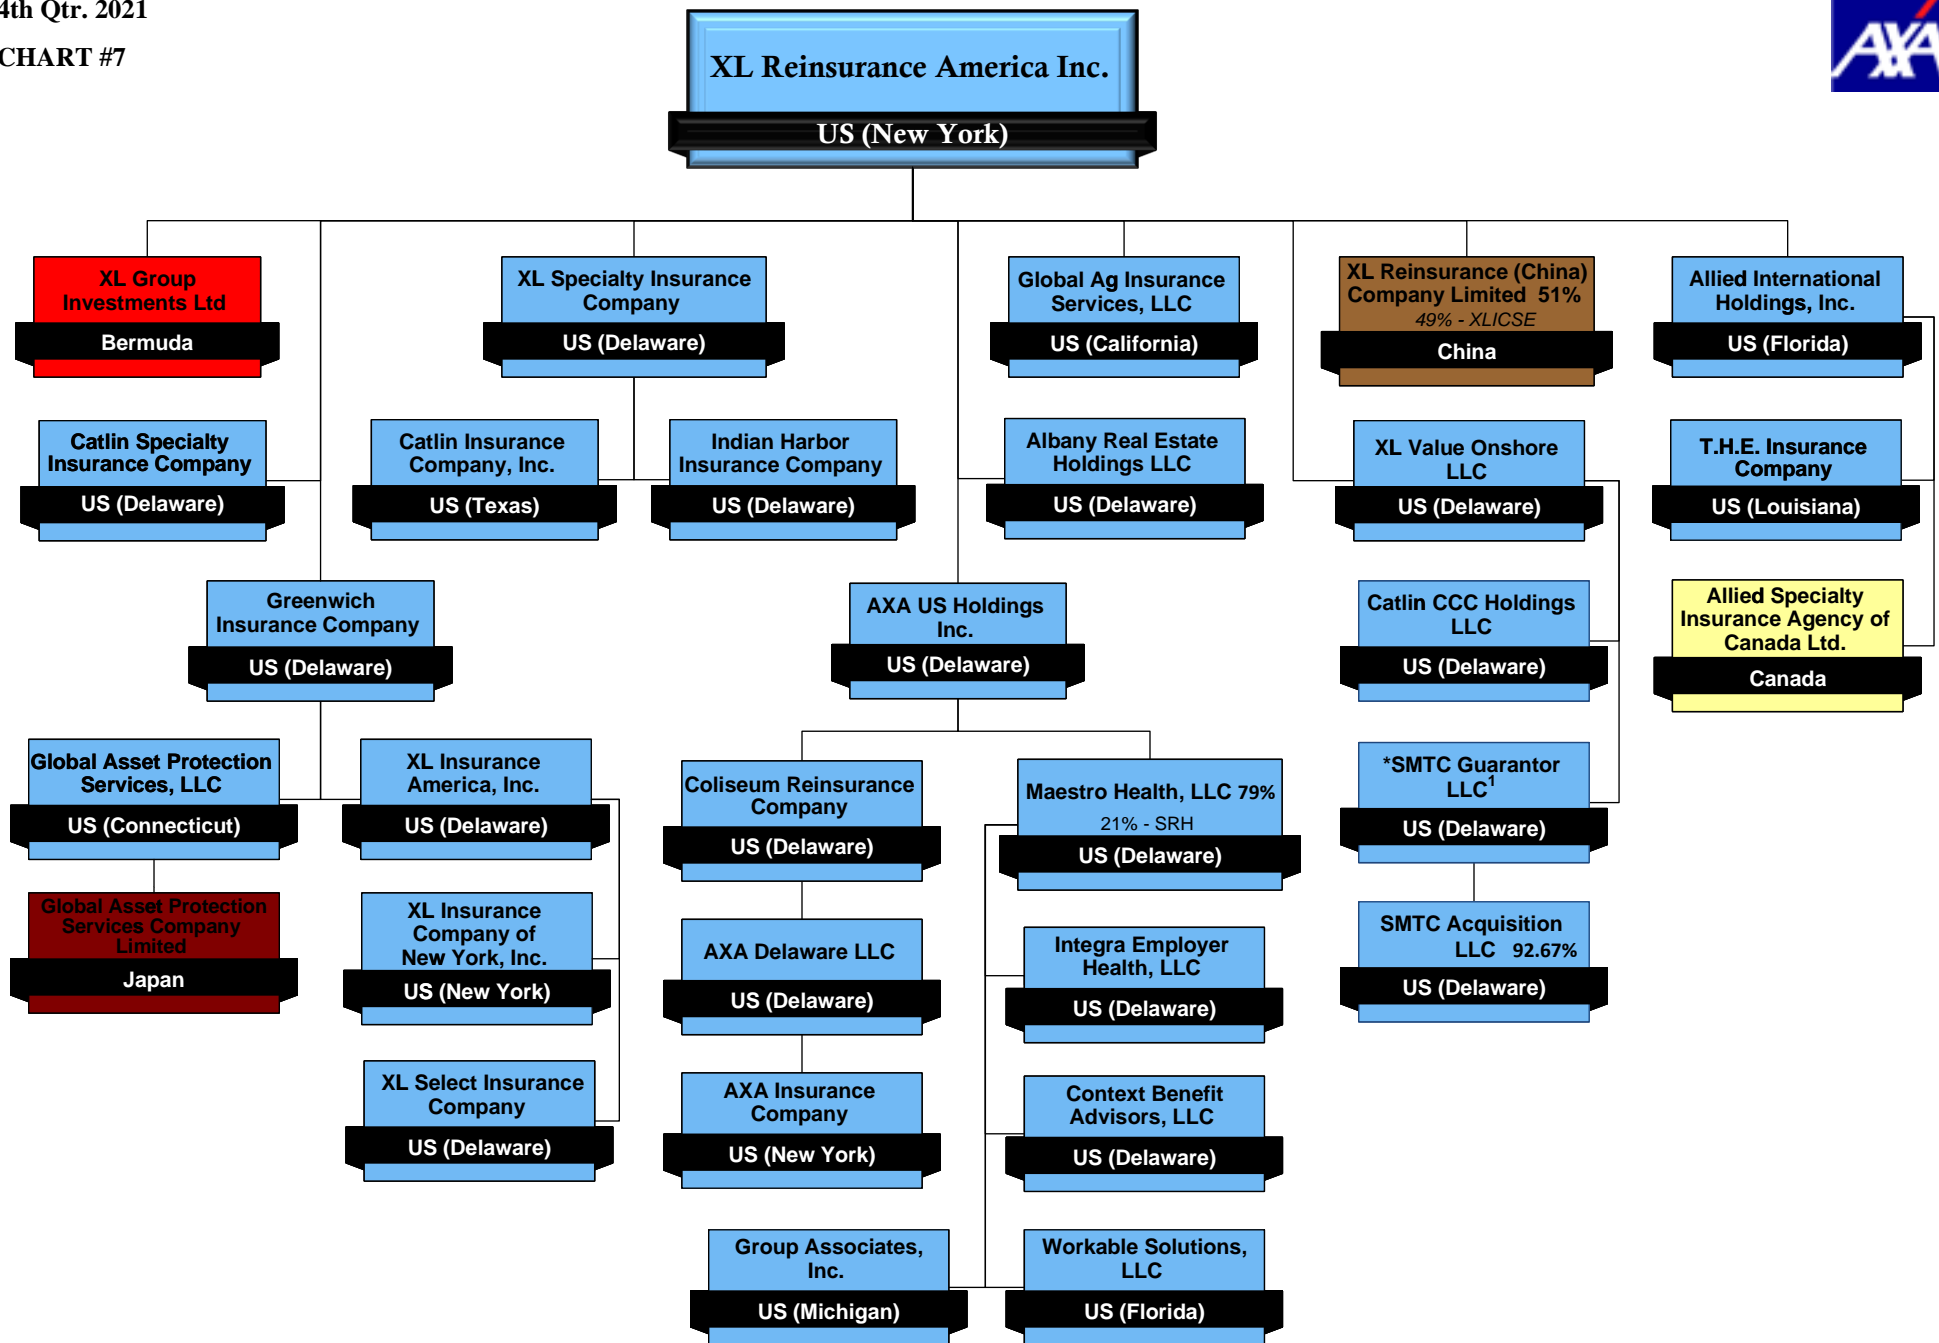 4th Qtr. 2021
CHART #7
AXA
XL Reinsurance America Inc.
US (New York)
XL Group
Investments Ltd
Bermuda
XL Specialty Insurance
Company
US (Delaware)
Global Ag Insurance
Services, LLC
US (California)
XL Reinsurance (China)
Company Limited 51%
49% - XLICSE
China
Allied International
Holdings, Inc.
US (Florida)
Catlin Specialty
Insurance Company
US (Delaware)
Catlin Insurance
Company, Inc.
US (Texas)
Indian Harbor
Insurance Company
US (Delaware)
Albany Real Estate
Holdings LLC
US (Delaware)
XL Value Onshore
LLC
US (Delaware)
T.H.E. Insurance
Company
US (Louisiana)
Greenwich
Insurance Company
US (Delaware)
AXA US Holdings
Inc.
US (Delaware)
Catlin CCC Holdings
LLC
US (Delaware)
Allied Specialty
Insurance Agency of
Canada Ltd.
Canada
Global Asset Protection
Services, LLC
US (Connecticut)
XL Insurance
America, Inc.
US (Delaware)
Coliseum Reinsurance
Company
US (Delaware)
Maestro Health, LLC 79%
21% - SRH
US (Delaware)
*SMTC Guarantor
LLC¹
US (Delaware)
Global Asset Protection
Services Company
Limited
Japan
XL Insurance
Company of
New York, Inc.
US (New York)
AXA Delaware LLC
US (Delaware)
Integra Employer
Health, LLC
US (Delaware)
SMTC Acquisition
LLC 92.67%
US (Delaware)
XL Select Insurance
Company
US (Delaware)
AXA Insurance
Company
US (New York)
Context Benefit
Advisors, LLC
US (Delaware)
Group Associates,
Inc.
US (Michigan)
Workable Solutions,
LLC
US (Florida)